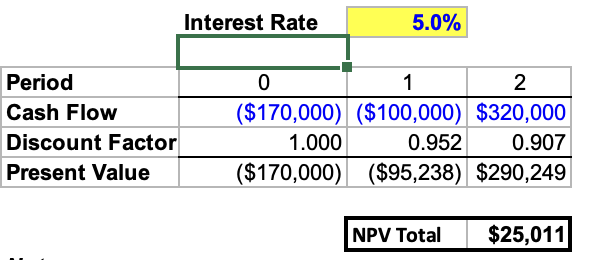 Interest Rate 5.0%
Period 0 1 2
Cash Flow ($170,000) ($100,000) $320,000
Discount Factor 1.000 0.952 0.907
Present Value ($170,000) ($95,238) $290,249
NPV Total $25,011